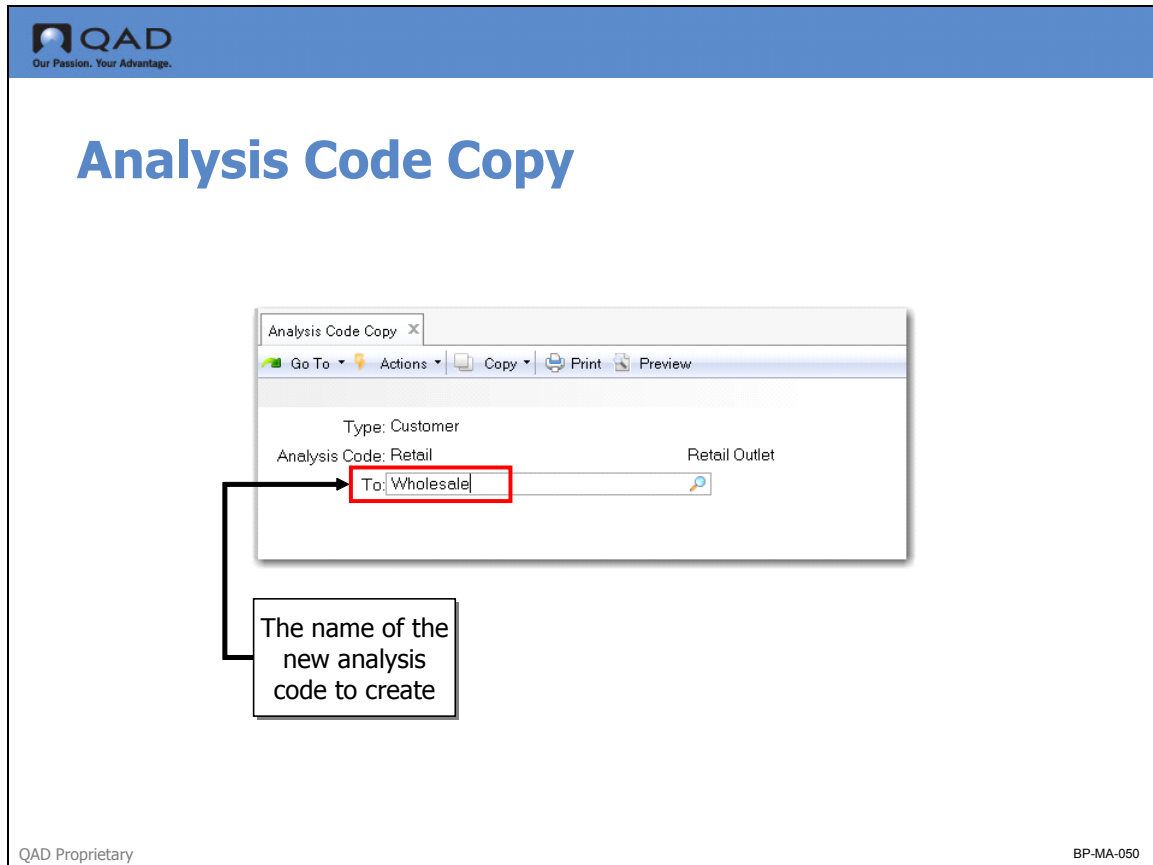 QAD
Our Passion. Your Advantage.
Analysis Code Copy
Analysis Code Copy X
Go To Actions Copy Print Preview
Type: Customer
Analysis Code: Retail Retail Outlet
To: Wholesale
The name of the
new analysis
code to create
QAD Proprietary
BP-MA-050